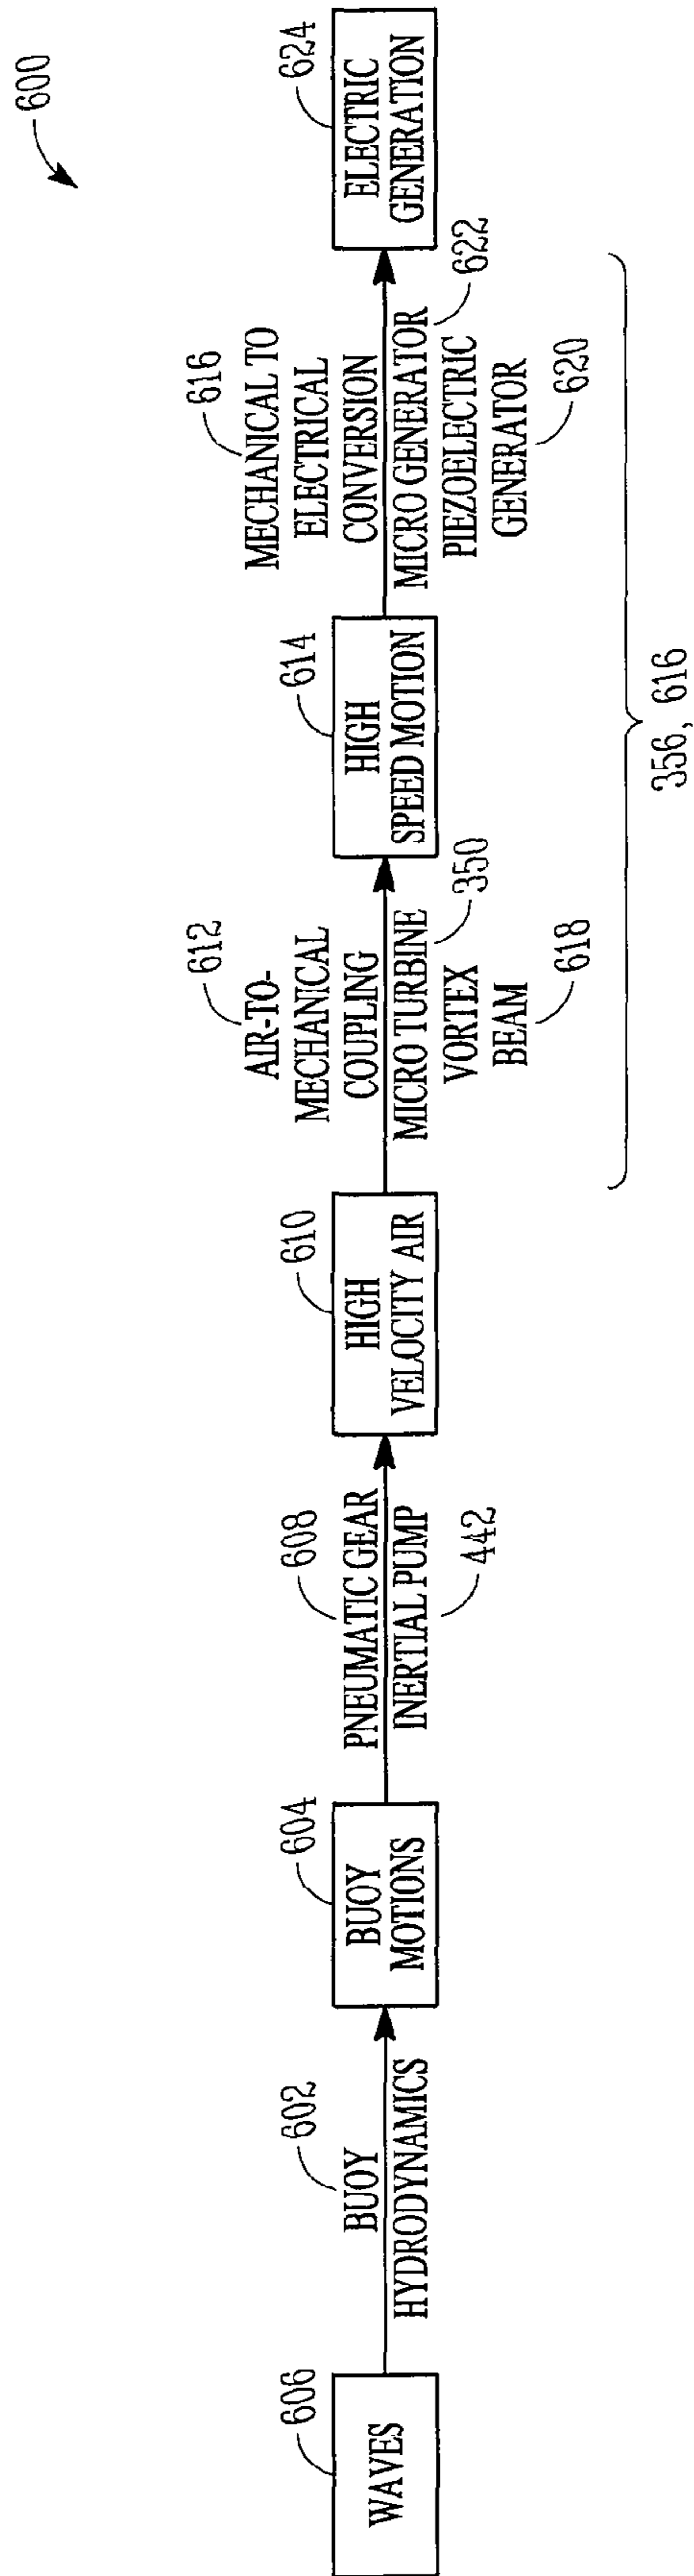 600
606
WAVES
602
BUOY
HYDRODYNAMICS
604
BUOY
MOTIONS
608
PNEUMATIC GEAR
INERTIAL PUMP
442
610
HIGH
VELOCITY AIR
612
AIR-TO-
MECHANICAL
COUPLING
MICRO TURBINE
350
VORTEX
BEAM
618
614
HIGH
SPEED MOTION
616
MECHANICAL TO
ELECTRICAL
CONVERSION
MICRO GENERATOR
622
PIEZOELECTRIC
GENERATOR
620
624
ELECTRIC
GENERATION
356, 616